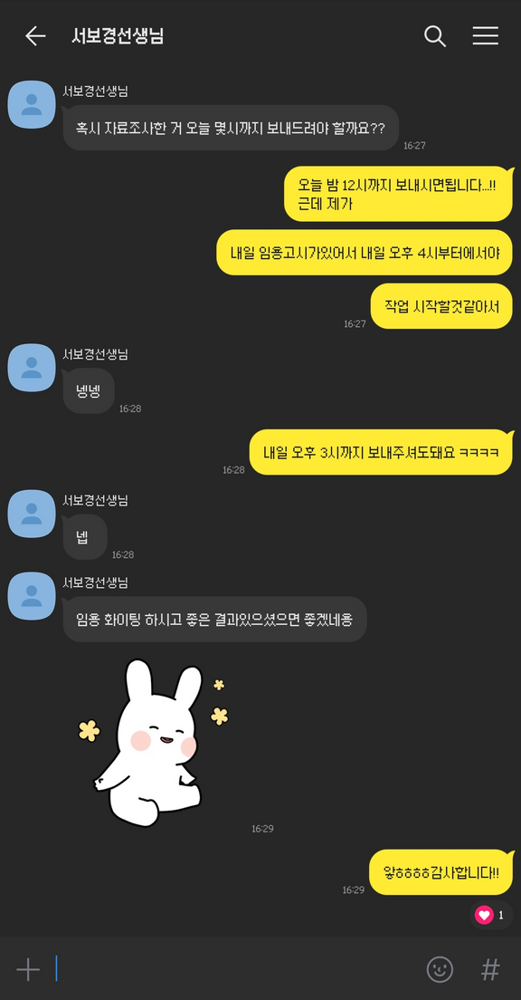 서보경선생님
서보경선생님
혹시 자료조사한 거 오늘 몇시까지 보내드려야 할까요??
16:27
오늘 밤 12시까지 보내시면됩니다...!!
근데 제가
내일 임용고시가있어서 내일 오후 4시부터에서야
작업 시작할것같아서
16:27
서보경선생님
넹넹
16:28
내일 오후 3시까지 보내주셔도돼요 ㅋㅋㅋㅋ
16:28
서보경선생님
넵
16:28
서보경선생님
임용 화이팅 하시고 좋은 결과있으셨으면 좋겠네용
16:29
앟ㅎㅎㅎㅎ감사합니다!!
16:29
1